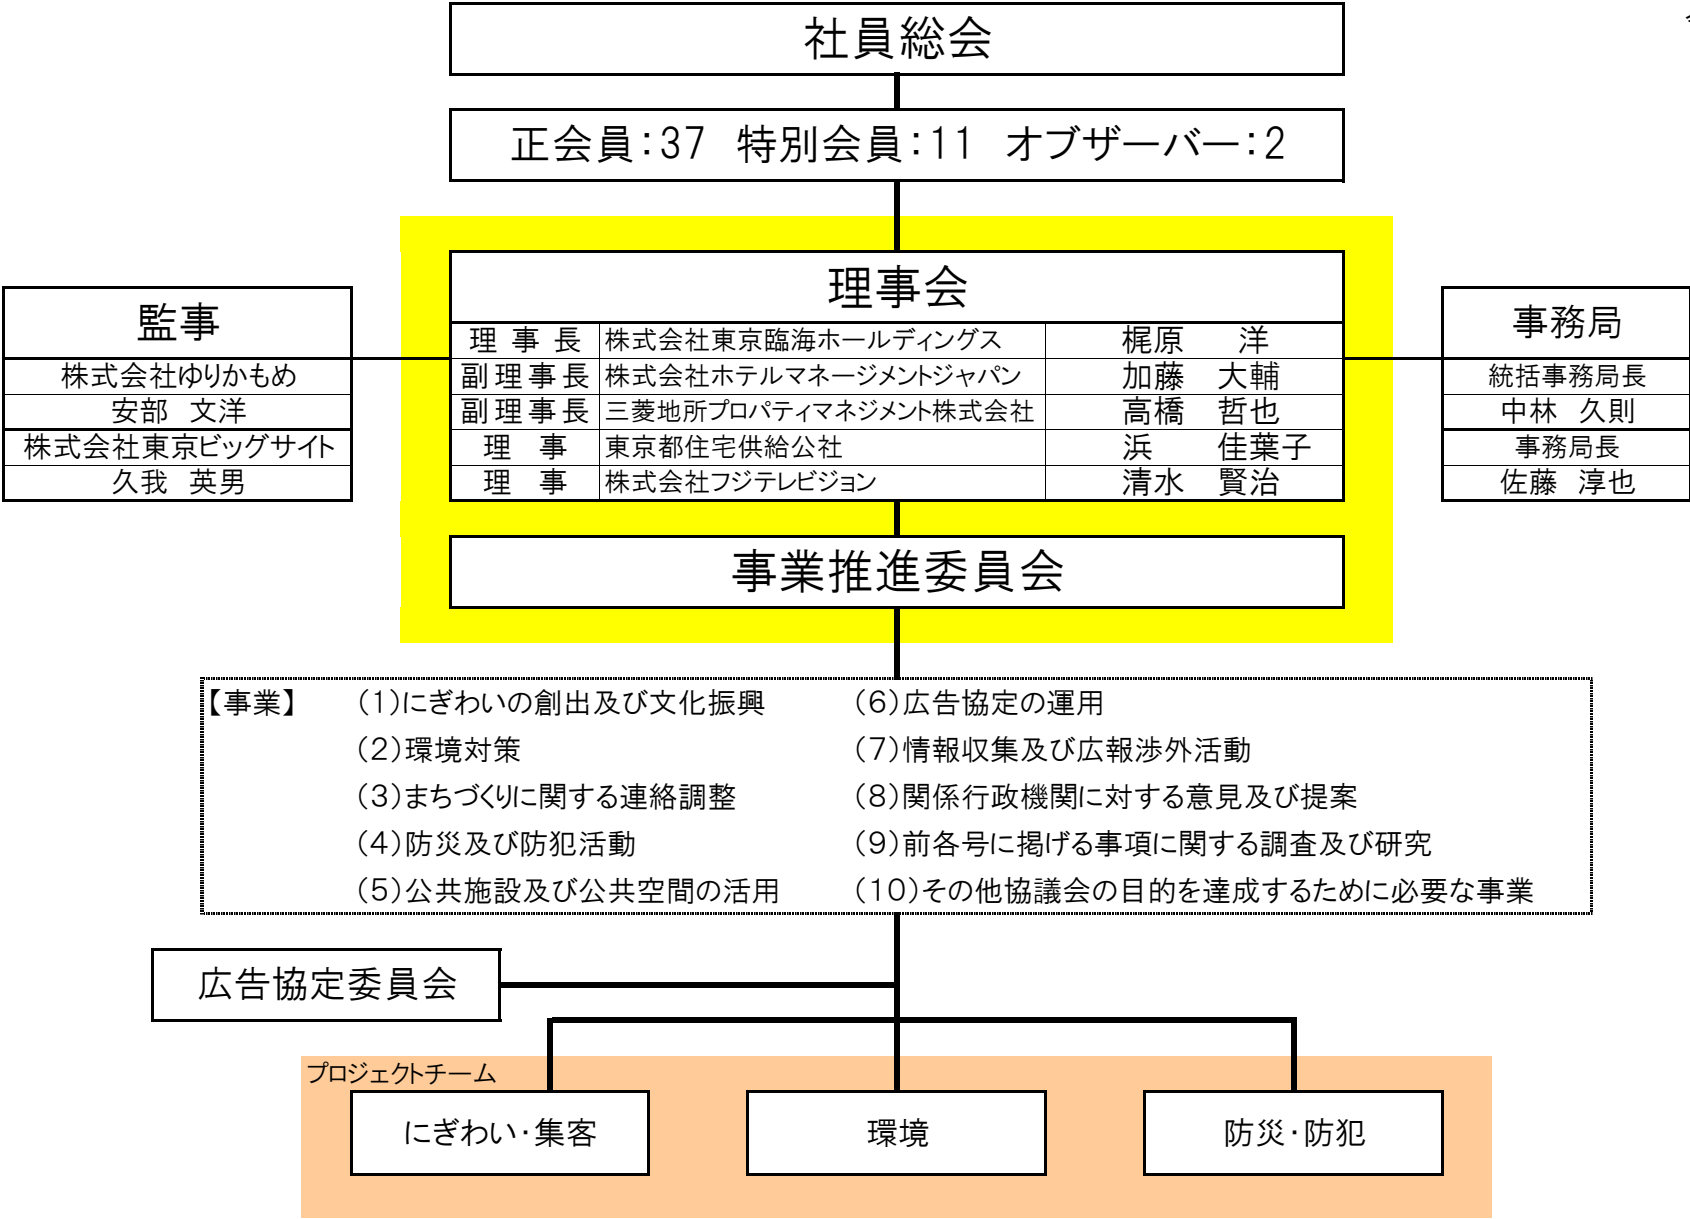 社員総会
正会員:37　特別会員:11　オブザーバー:2
理事会
理事長 株式会社東京臨海ホールディングス 梶原　洋
副理事長 株式会社ホテルマネージメントジャパン 加藤　大輔
副理事長 三菱地所プロパティマネジメント株式会社 高橋　哲也
理事 東京都住宅供給公社 浜　佳葉子
理事 株式会社フジテレビジョン 清水　賢治
監事
株式会社ゆりかもめ
安部　文洋
株式会社東京ビッグサイト
久我　英男
事務局
統括事務局長
中林　久則
事務局長
佐藤　淳也
事業推進委員会
【事業】
(1)にぎわいの創出及び文化振興
(2)環境対策
(3)まちづくりに関する連絡調整
(4)防災及び防犯活動
(5)公共施設及び公共空間の活用
(6)広告協定の運用
(7)情報収集及び広報渉外活動
(8)関係行政機関に対する意見及び提案
(9)前各号に掲げる事項に関する調査及び研究
(10)その他協議会の目的を達成するために必要な事業
広告協定委員会
プロジェクトチーム
にぎわい・集客
環境
防災・防犯